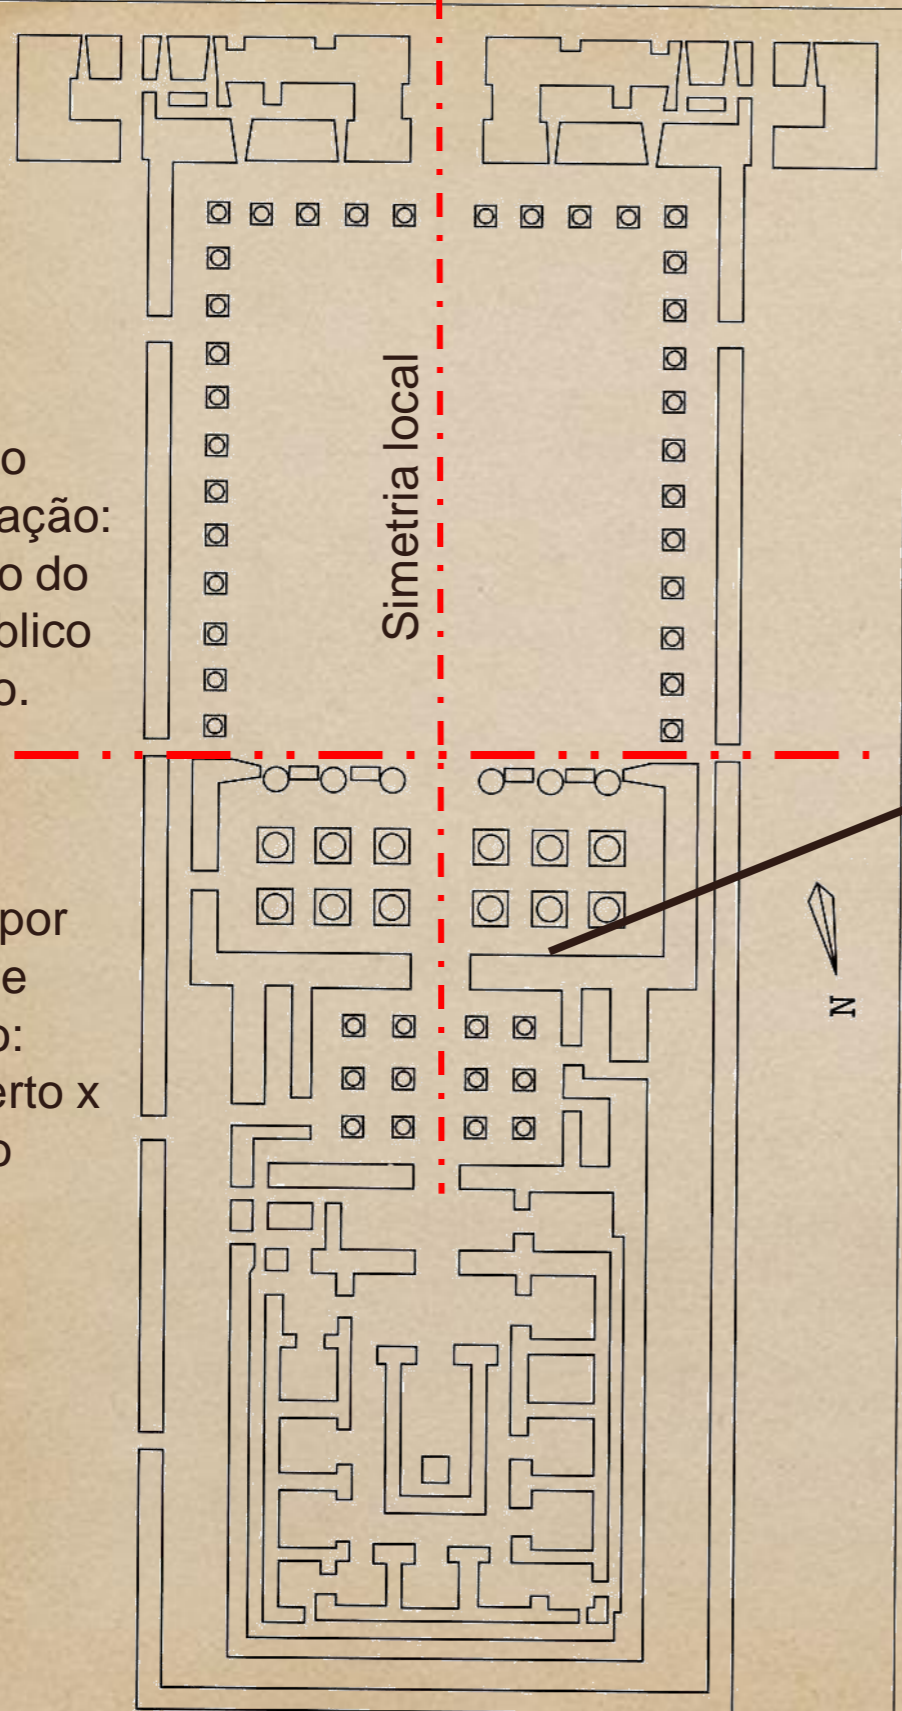 o
ação:
o do
blico
o.
Simetria local
por
e
o:
erto x
o
N